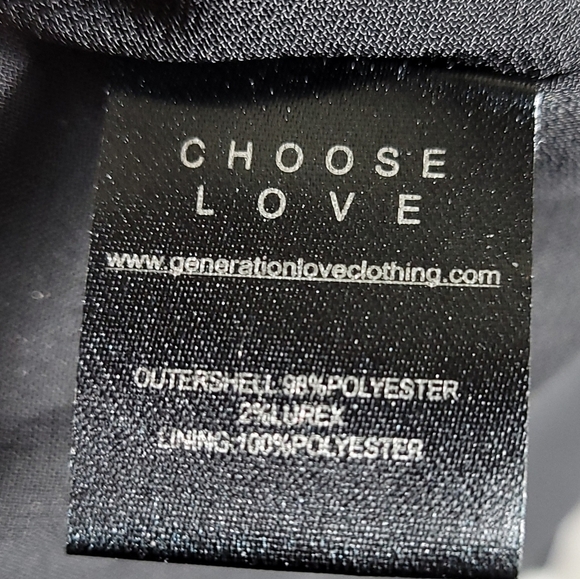 CHOOSE
LOVE
www.generationloveclothing.com
OUTERSHELL:98%POLYESTER
2%LUREX
LINING:100%POLYESTER